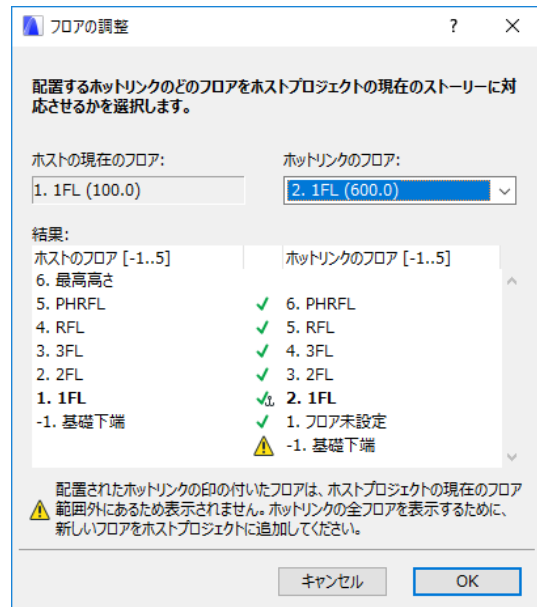 フロアの調整
?
配置するホットリンクのどのフロアをホストプロジェクトの現在のストーリーに対
応させるかを選択します。
ホストの現在のフロア: ホットリンクのフロア:
1. 1FL (100.0) 2. 1FL (600.0)
結果:
ホストのフロア [-1..5] ホットリンクのフロア [-1..5]
6. 最高高さ
5. PHRFL 6. PHRFL
4. RFL 5. RFL
3. 3FL 4. 3FL
2. 2FL 3. 2FL
1. 1FL 2. 1FL
-1. 基礎下端 1. フロア未設定
-1. 基礎下端
配置されたホットリンクの印の付いたフロアは、ホストプロジェクトの現在のフロア
範囲外にあるため表示されません。ホットリンクの全フロアを表示するために、
新しいフロアをホストプロジェクトに追加してください。
キャンセル OK